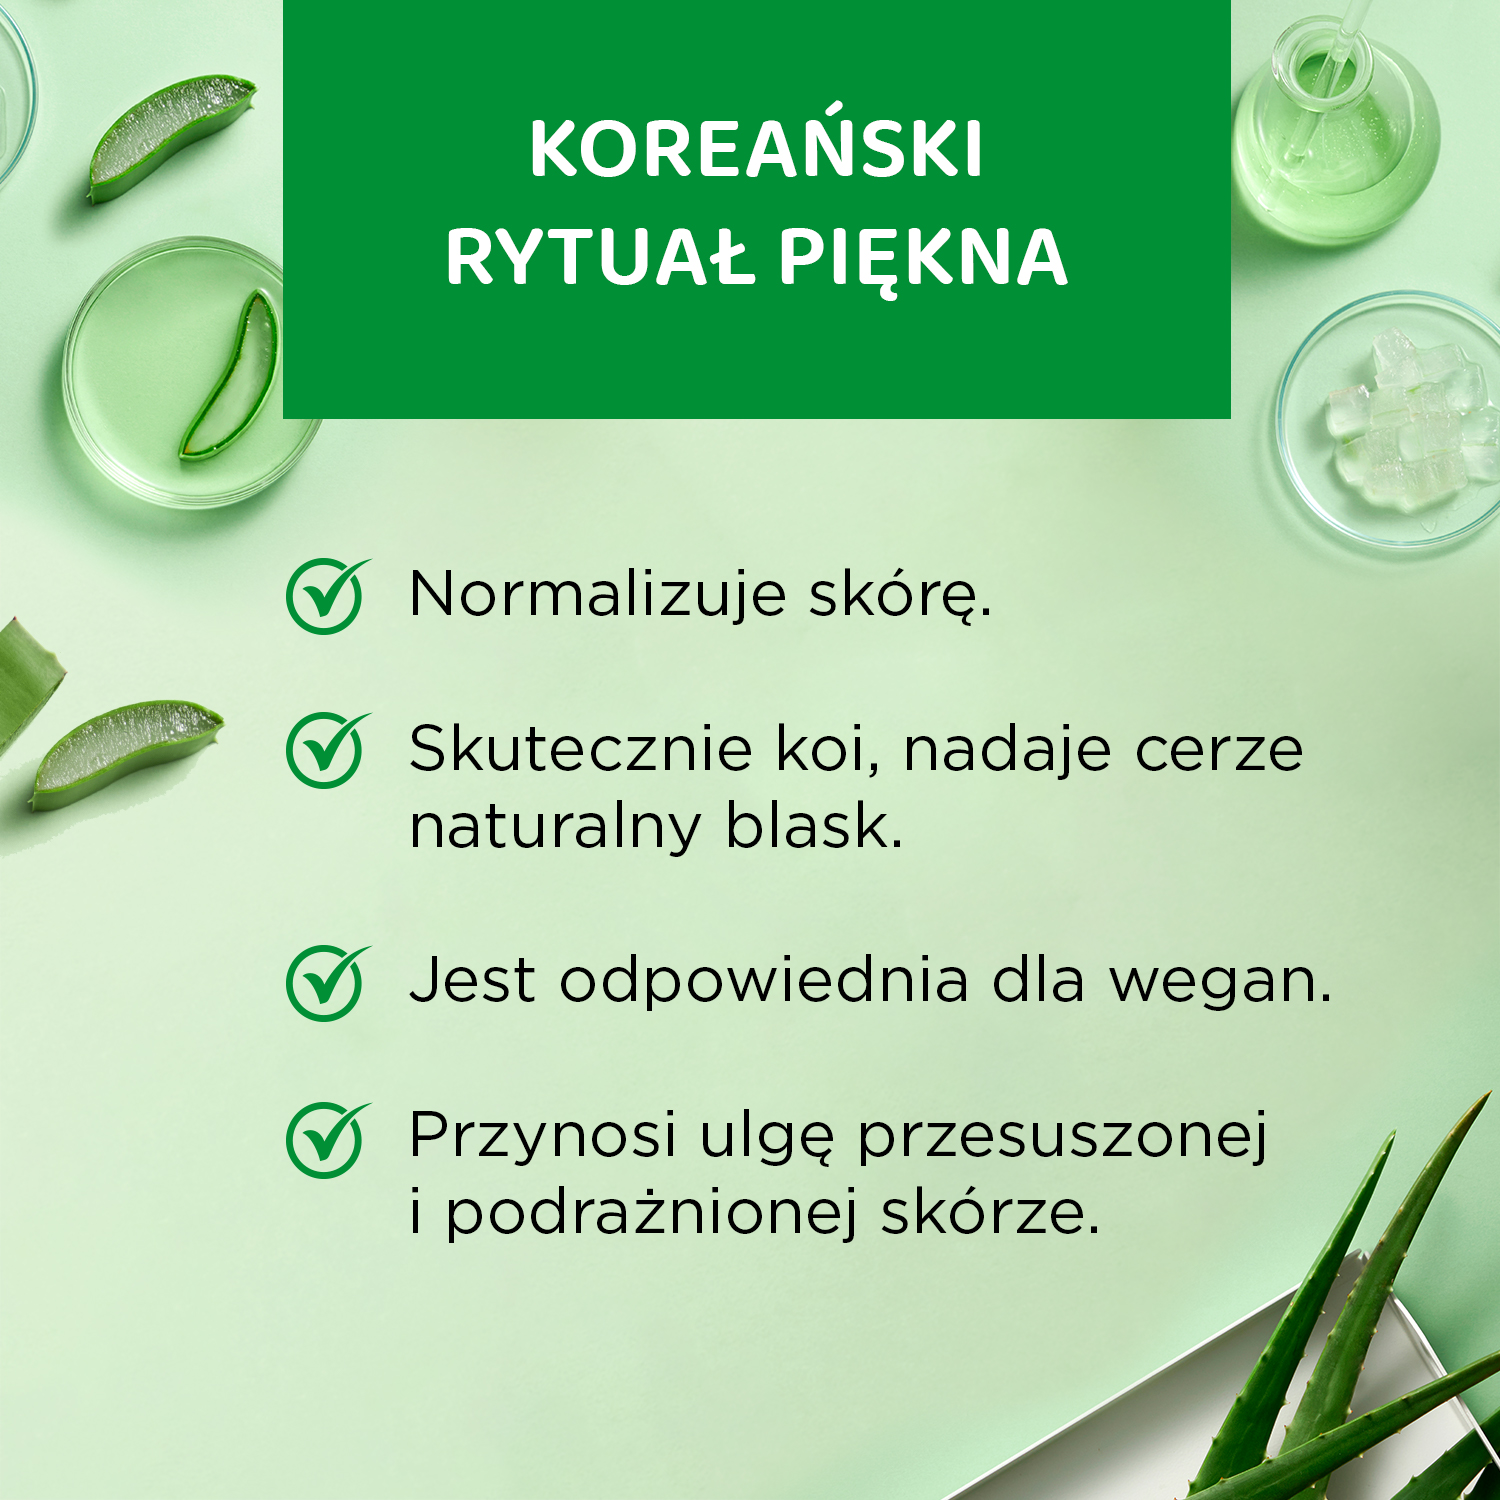 KOREAŃSKI
RYTUAŁ PIĘKNA
Normalizuje skórę.
Skutecznie koi, nadaje cerze
naturalny blask.
Jest odpowiednia dla wegan.
Przynosi ulgę przesuszonej
i podrażnionej skórze.